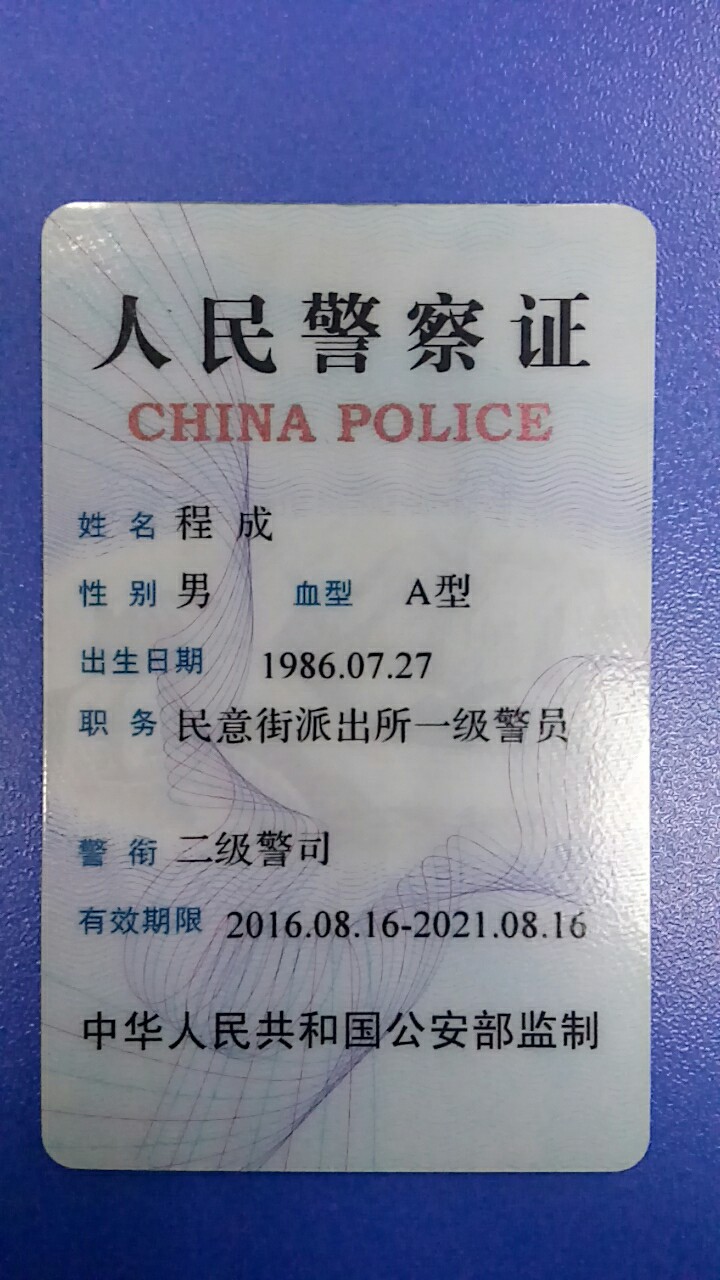 人民警察证
CHINA POLICE
姓名 程成
性别 男 血型 A型
出生日期 1986.07.27
职务 民意街派出所一级警员
警衔 二级警司
有效期限 2016.08.16-2021.08.16
中华人民共和国公安部监制